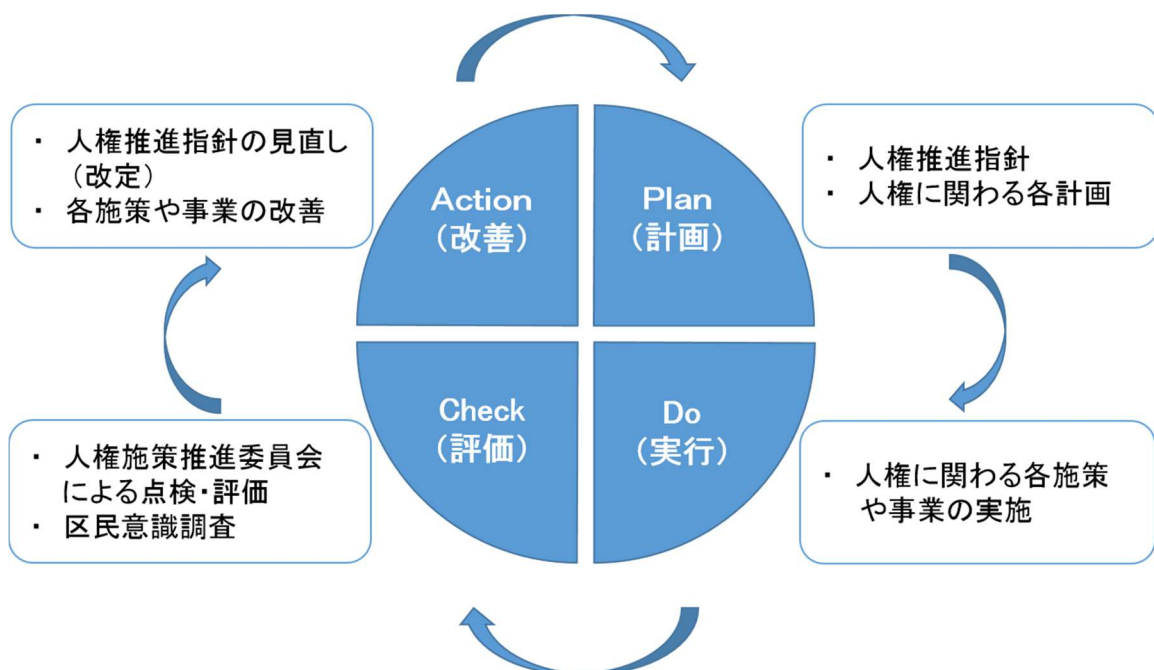 ・ 人権推進指針の見直し
（改定）
・ 各施策や事業の改善
Action
（改善）
Plan
（計画）
・ 人権推進指針
・ 人権に関わる各計画
・ 人権施策推進委員会
による点検・評価
・ 区民意識調査
Check
（評価）
Do
（実行）
・ 人権に関わる各施策
や事業の実施